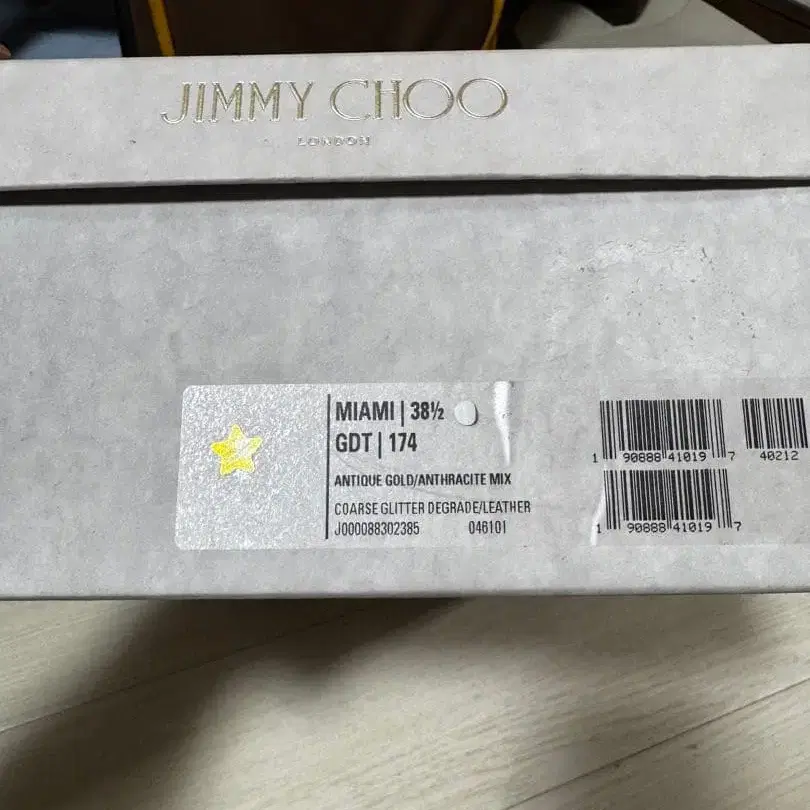 JIMMY CHOO
LONDON
MIAMI | 38½
GDT | 174
ANTIQUE GOLD/ANTHRACITE MIX
COARSE GLITTER DEGRADE/LEATHER
J000088302385 046101
1 90888 41019 7
40212
1 90888 41019 7